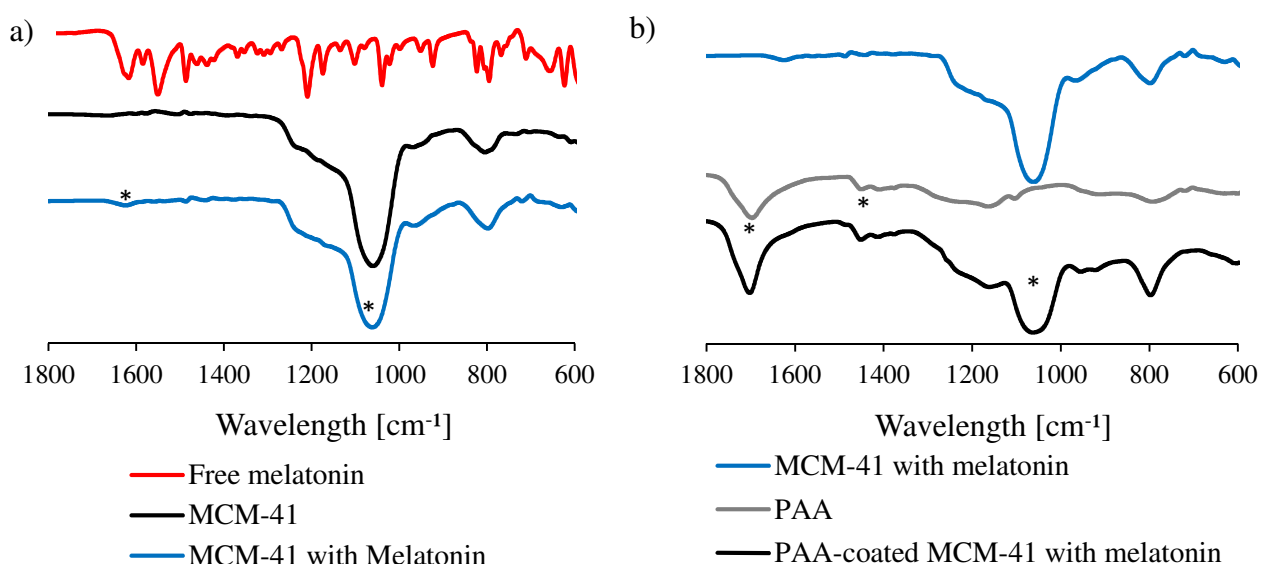 a)
*
*
1800 1600 1400 1200 1000 800 600
Wavelength [cm⁻¹]
Free melatonin
MCM-41
MCM-41 with Melatonin
b)
*
*
*
1800 1600 1400 1200 1000 800 600
Wavelength [cm⁻¹]
MCM-41 with melatonin
PAA
PAA-coated MCM-41 with melatonin